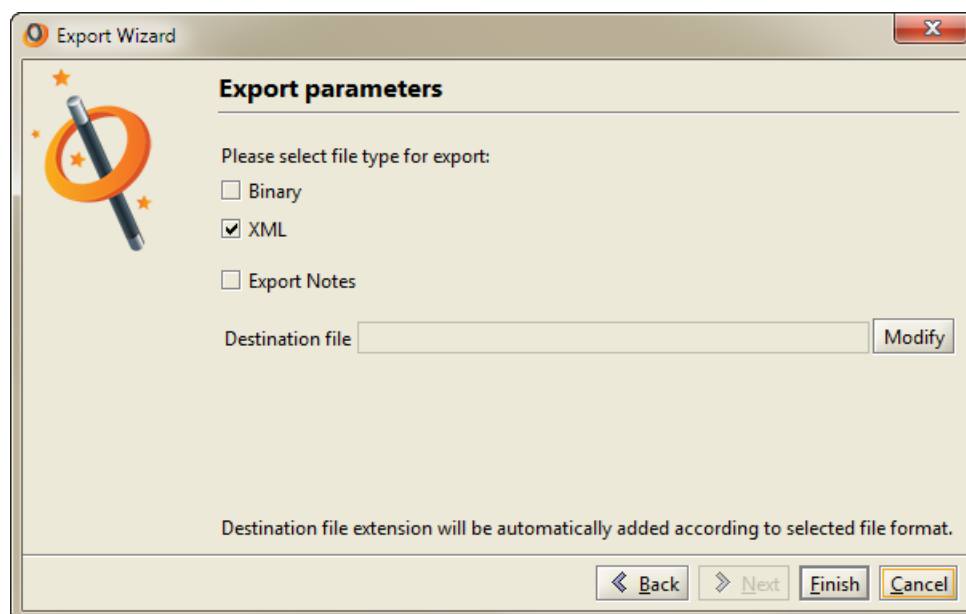 Export Wizard
Export parameters
Please select file type for export:
Binary
XML
Export Notes
Destination file
Modify
Destination file extension will be automatically added according to selected file format.
Back
Next
Finish
Cancel